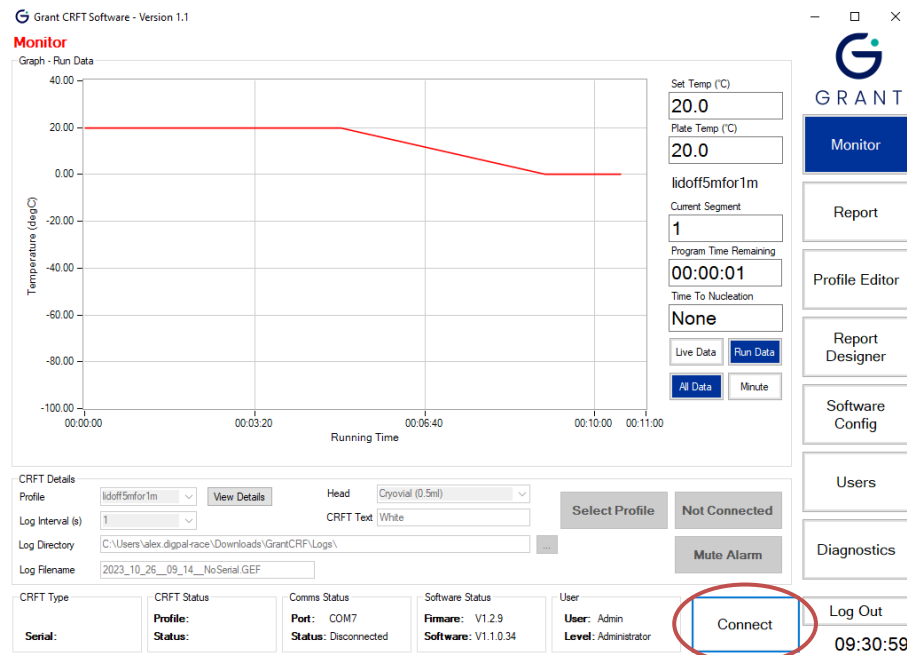 Grant CRFT Software - Version 1.1
Monitor
Graph - Run Data
40.00
20.00
0.00
-20.00
-40.00
-60.00
-80.00
-100.00
Temperature (degC)
00:00:00
00:03:20
00:06:40
00:10:00
00:11:00
Running Time
Set Temp (°C)
20.0
Plate Temp (°C)
20.0
lidoff5mfor1m
Current Segment
1
Program Time Remaining
00:00:01
Time To Nucleation
None
Live Data
Run Data
All Data
Minute
GRANT
Monitor
Report
Profile Editor
Report
Designer
Software
Config
Users
Diagnostics
Log Out
09:30:59
CRFT Details
Profile
lidoff5mfor1m
View Details
Head
Cryovial (0.5ml)
Log Interval (s)
1
CRFT Text
White
Log Directory
C:\Users\alex.digpal-race\Downloads\GrantCRF\Logs\
...
Log Filename
2023_10_26__09_14__NoSerial.GEF
Select Profile
Not Connected
Mute Alarm
CRFT Type
Serial:
CRFT Status
Profile:
Status:
Comms Status
Port: COM7
Status: Disconnected
Software Status
Firmare: V1.2.9
Software: V1.1.0.34
User
User: Admin
Level: Administrator
Connect